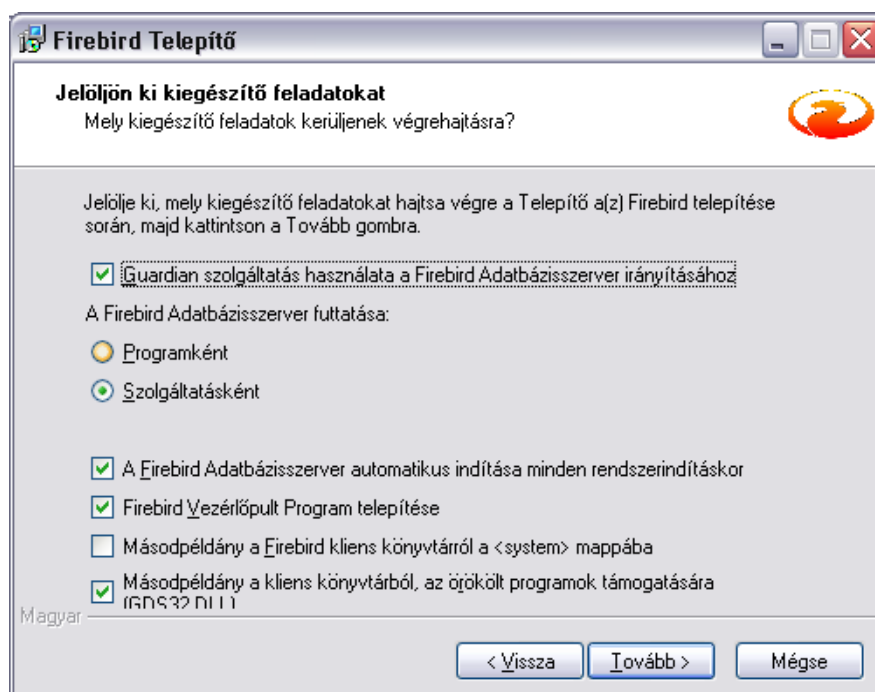 Firebird Telepítő
Jelöljön ki kiegészítő feladatokat
Mely kiegészítő feladatok kerüljenek végrehajtásra?
Jelölje ki, mely kiegészítő feladatokat hajtsa végre a Telepítő a(z) Firebird telepítése
során, majd kattintson a Tovább gombra.
Guardian szolgáltatás használata a Firebird Adatbázisszerver irányításához
A Firebird Adatbázisszerver futtatása:
Programként
Szolgáltatásként
A Firebird Adatbázisszerver automatikus indítása minden rendszerindításkor
Firebird Vezérlőpult Program telepítése
Másodpéldány a Firebird kliens könyvtárról a <system> mappába
Másodpéldány a kliens könyvtárból, az örökölt programok támogatására
(GDS32.DLL)
Magyar
< Vissza
Tovább >
Mégse